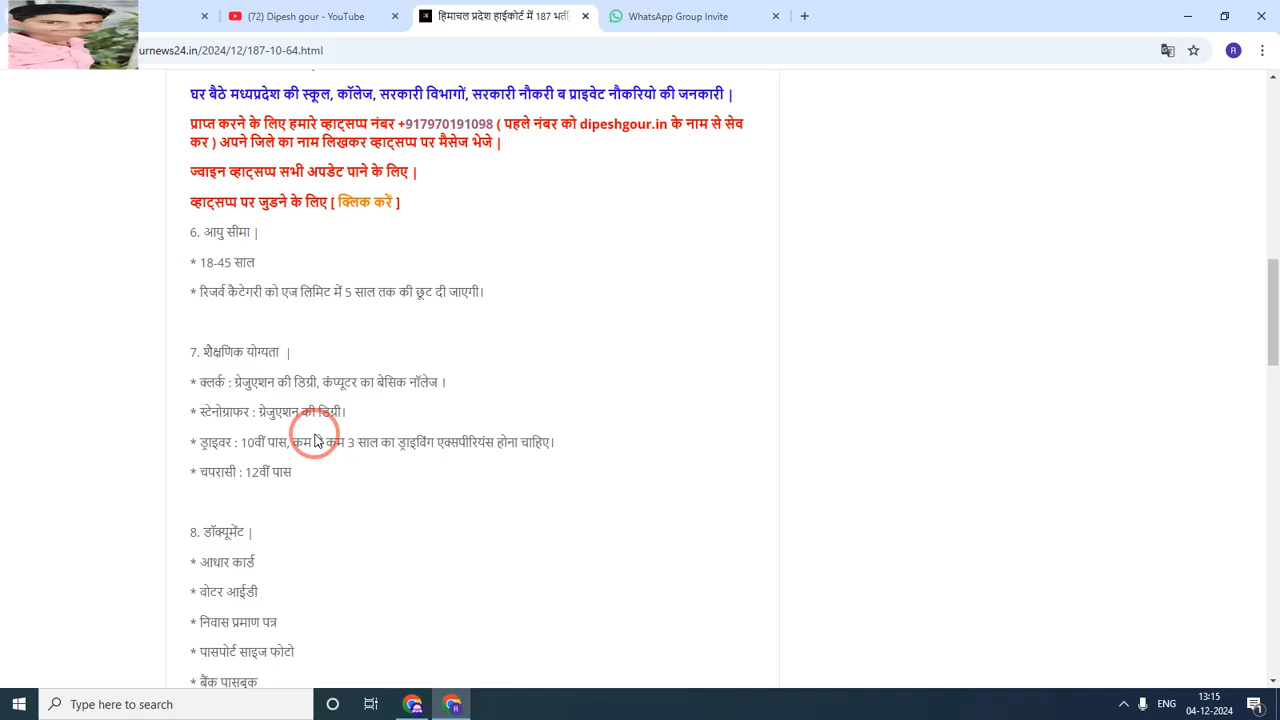 (72) Dipesh gour - YouTube
हिमाचल प्रदेश हाईकोर्ट में 187 भर्ती
WhatsApp Group Invite
urnews24.in/2024/12/187-10-64.html
R
घर बैठे मध्यप्रदेश की स्कूल, कॉलेज, सरकारी विभागों, सरकारी नौकरी ब प्राइवेट नौकरियो की जनकारी |
प्राप्त करने के लिए हमारे व्हाट्सप्प नंबर +917970191098 ( पहले नंबर को dipeshgour.in के नाम से सेव
कर ) अपने जिले का नाम लिखकर व्हाट्सप्प पर मैसेज भेजे |
ज्वाइन व्हाट्सप्प सभी अपडेट पाने के लिए |
व्हाट्सप्प पर जुडने के लिए [ क्लिक करें ]
6. आयु सीमा |
* 18-45 साल
* रिजर्व कैटेगरी को एज लिमिट में 5 साल तक की छूट दी जाएगी।
7. शैक्षणिक योग्यता |
* क्लर्क : ग्रेजुएशन की डिग्री, कंप्यूटर का बेसिक नॉलेज ।
* स्टेनोग्राफर : ग्रेजुएशन की डिग्री।
* ड्राइवर : 10वीं पास, कम कम 3 साल का ड्राइविंग एक्सपीरियंस होना चाहिए।
* चपरासी : 12वीं पास
8. डॉक्यूमेंट |
* आधार कार्ड
* वोटर आईडी
* निवास प्रमाण पत्र
* पासपोर्ट साइज फोटो
* बैंक पासबुक
Type here to search
ENG
13:15
04-12-2024